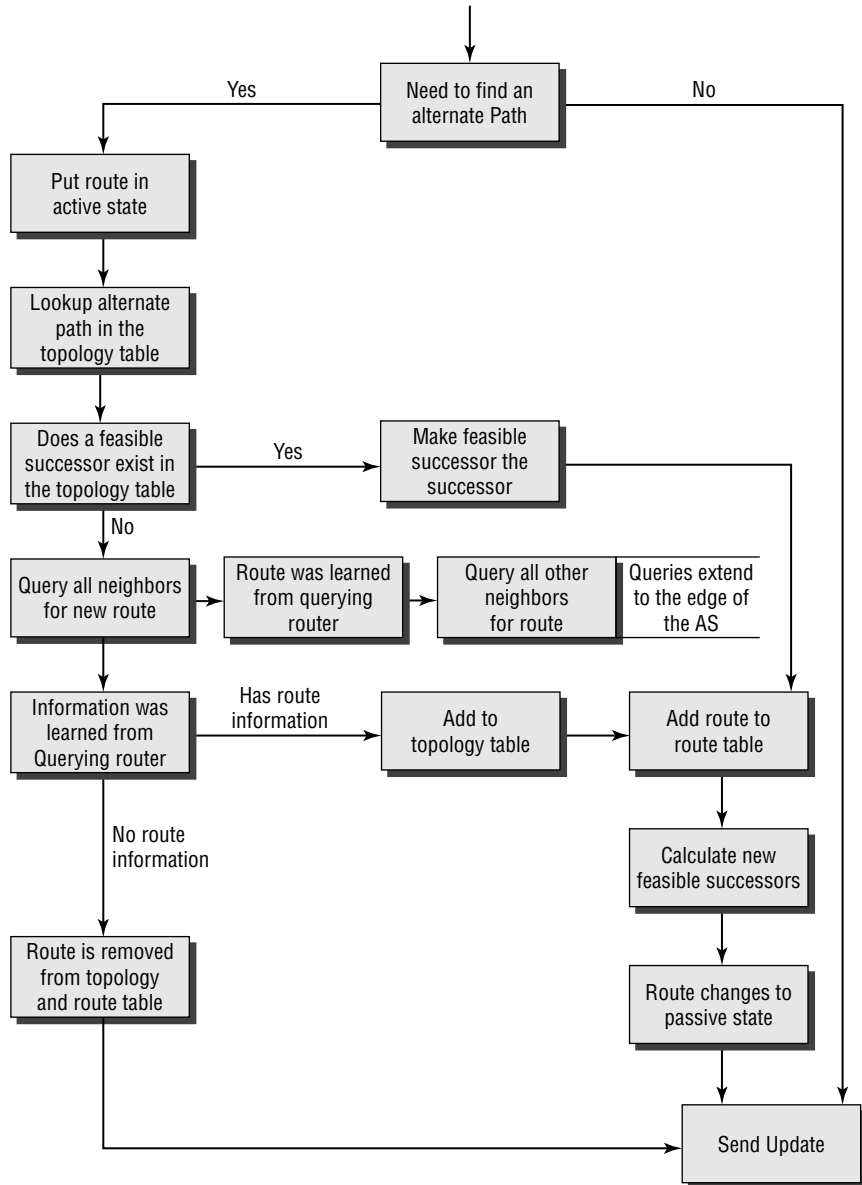 Yes
Need to find an
alternate Path
No
Put route in
active state
Lookup alternate
path in the
topology table
Does a feasible
successor exist in
the topology table
Yes
Make feasible
successor the
successor
No
Query all neighbors
for new route
Route was learned
from querying
router
Query all other
neighbors
for route
Queries extend
to the edge of
the AS
Information was
learned from
Querying router
Has route
information
Add to
topology table
Add route to
route table
No route
information
Calculate new
feasible successors
Route is removed
from topology
and route table
Route changes to
passive state
Send Update